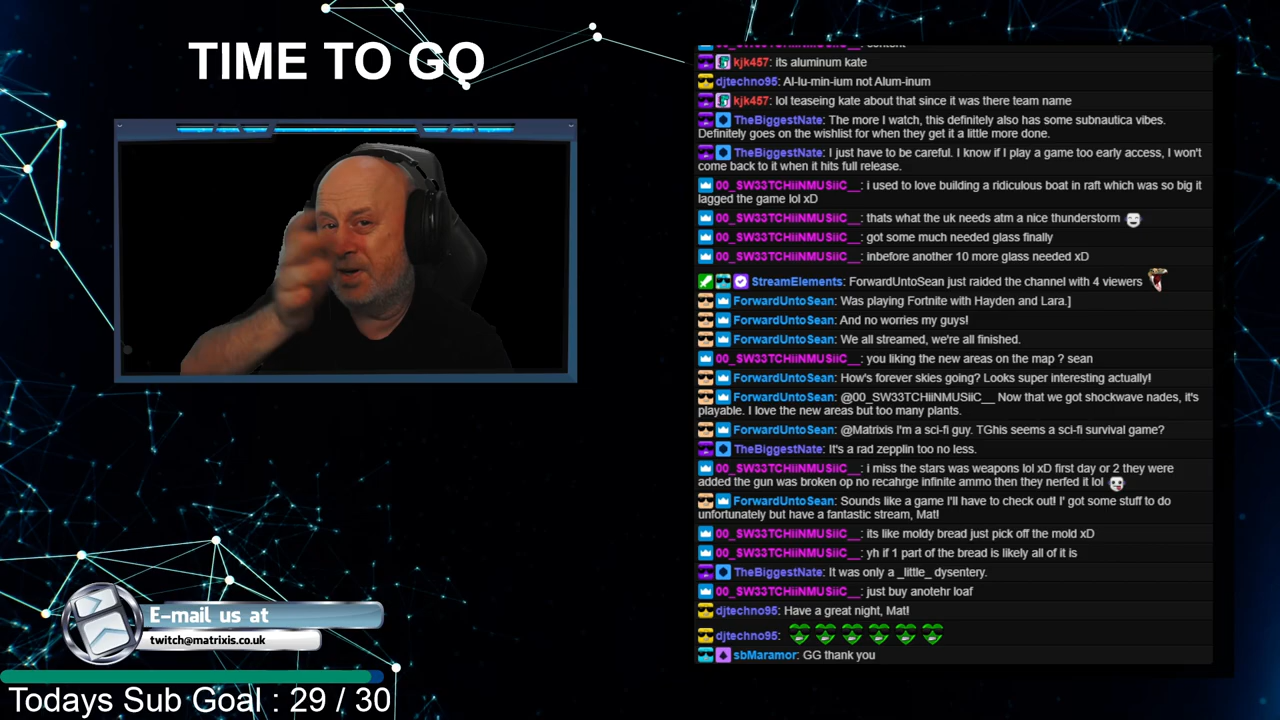 TIME TO GO
content
kjk457: its aluminum kate
djtechno95: Al-lu-min-ium not Alum-inum
kjk457: lol teaseing kate about that since it was there team name
TheBiggestNate: The more I watch, this definitely also has some subnautica vibes.
Definitely goes on the wishlist for when they get it a little more done.
TheBiggestNate: I just have to be careful. I know if I play a game too early access, I won't
come back to it when it hits full release.
00_SW33TCHiiNMUSiiC__: i used to love building a ridiculous boat in raft which was so big it
lagged the game lol xD
00_SW33TCHiiNMUSiiC__: thats what the uk needs atm a nice thunderstorm
00_SW33TCHiiNMUSiiC__: got some much needed glass finally
00_SW33TCHiiNMUSiiC__: inbefore another 10 more glass needed xD
StreamElements: ForwardUntoSean just raided the channel with 4 viewers
ForwardUntoSean: Was playing Fortnite with Hayden and Lara.]
ForwardUntoSean: And no worries my guys!
ForwardUntoSean: We all streamed, we're all finished.
00_SW33TCHiiNMUSiiC__: you liking the new areas on the map ? sean
ForwardUntoSean: How's forever skies going? Looks super interesting actually!
ForwardUntoSean: @00_SW33TCHiiNMUSiiC__ Now that we got shockwave nades, it's
playable. I love the new areas but too many plants.
ForwardUntoSean: @Matrixis I'm a sci-fi guy. TGhis seems a sci-fi survival game?
TheBiggestNate: It's a rad zepplin too no less.
00_SW33TCHiiNMUSiiC__: i miss the stars was weapons lol xD first day or 2 they were
added the gun was broken op no recahrge infinite ammo then they nerfed it lol
ForwardUntoSean: Sounds like a game I'll have to check out! I' got some stuff to do
unfortunately but have a fantastic stream, Mat!
00_SW33TCHiiNMUSiiC__: its like moldy bread just pick off the mold xD
00_SW33TCHiiNMUSiiC__: yh if 1 part of the bread is likely all of it is
TheBiggestNate: It was only a _little_ dysentery.
00_SW33TCHiiNMUSiiC__: just buy anotehr loaf
djtechno95: Have a great night, Mat!
djtechno95:
sbMaramor: GG thank you
E-mail us at
twitch@matrixis.co.uk
Todays Sub Goal : 29 / 30